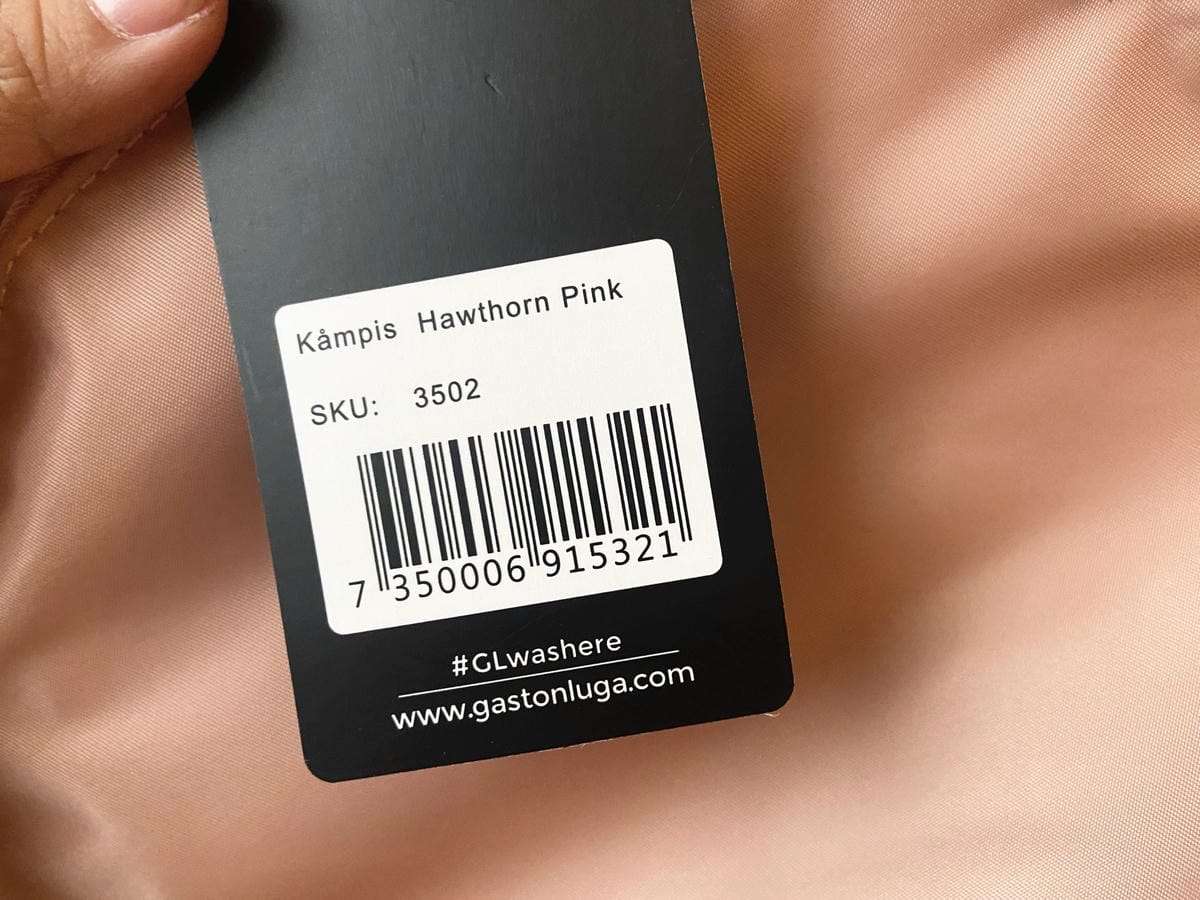 Kåmpis Hawthorn Pink
SKU: 3502
7 350006 915321
#GLwashere
www.gastonluga.com